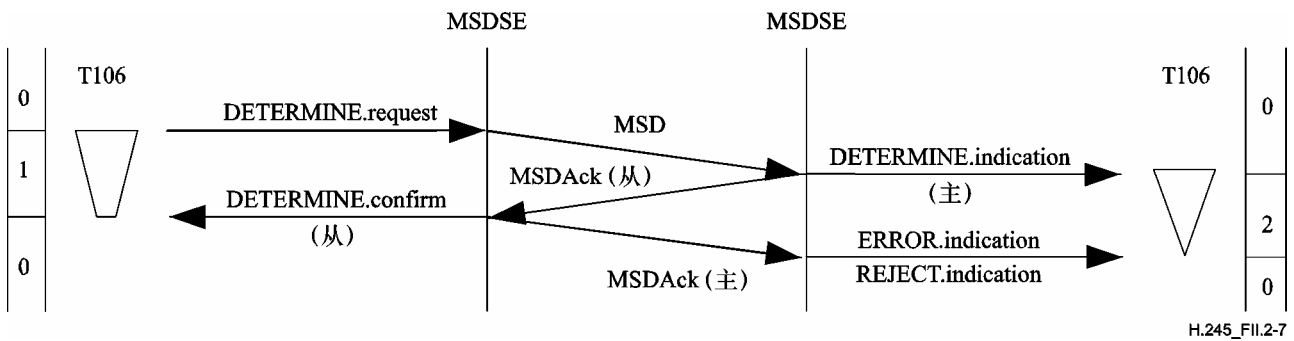 MSDSE
MSDSE
T106
T106
0
0
DETERMINE.request
MSD
1
MSDAck (从)
DETERMINE.indication
(主)
DETERMINE.confirm
(从)
2
ERROR.indication
0
MSDAck (主)
REJECT.indication
0
H.245_FII.2-7